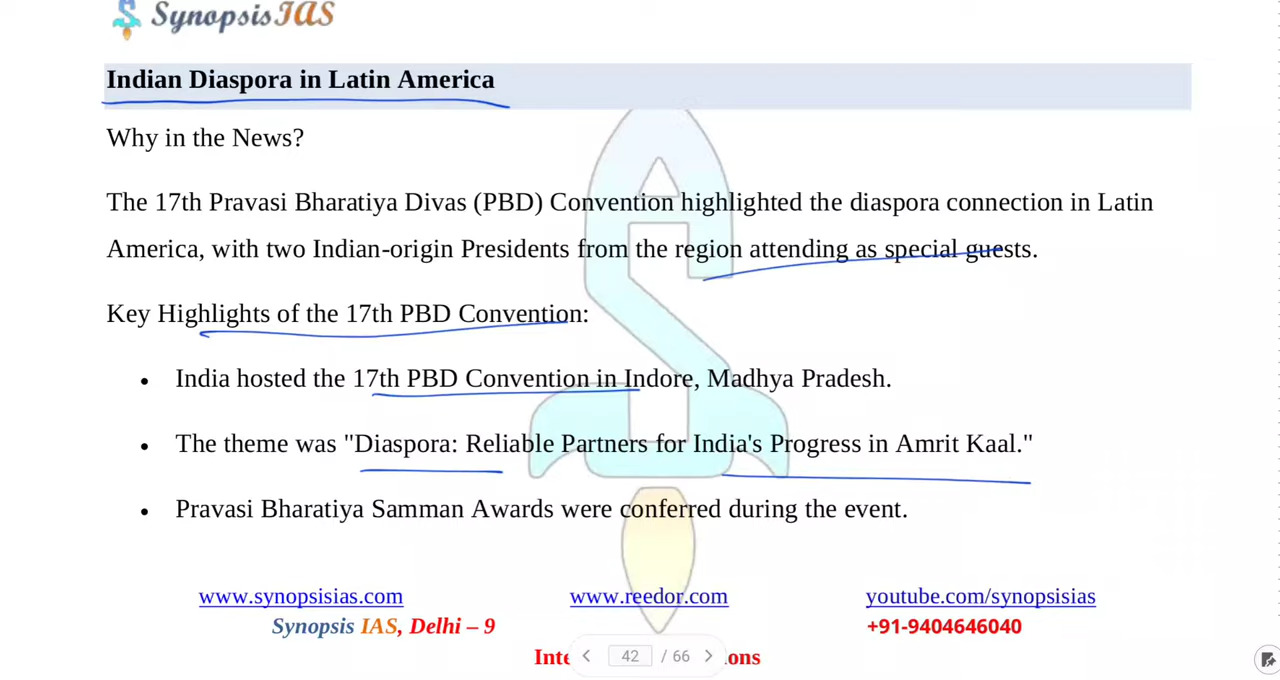 Synopsis IAS
Indian Diaspora in Latin America
Why in the News?
The 17th Pravasi Bharatiya Divas (PBD) Convention highlighted the diaspora connection in Latin
America, with two Indian-origin Presidents from the region attending as special guests.
Key Highlights of the 17th PBD Convention:
• India hosted the 17th PBD Convention in Indore, Madhya Pradesh.
• The theme was "Diaspora: Reliable Partners for India's Progress in Amrit Kaal."
• Pravasi Bharatiya Samman Awards were conferred during the event.
www.synopsisias.com www.reedor.com youtube.com/synopsisias
Synopsis IAS, Delhi – 9 +91-9404646040
42 / 66